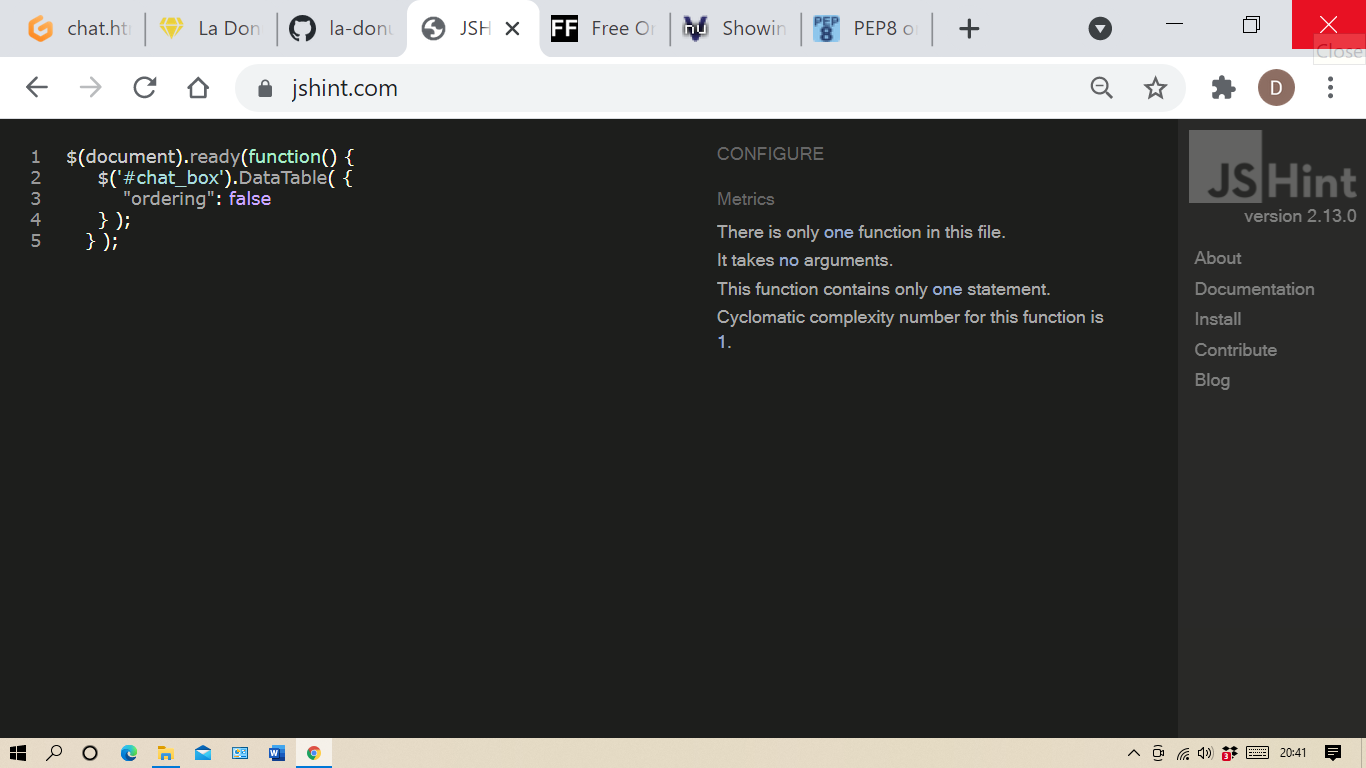 chat.ht
La Don
la-donu
JSH
Free Or
Showin
PEP
8
PEP8 o
Close
jshint.com
D
1 $(document).ready(function() {
2 $('#chat_box').DataTable( {
3 "ordering": false
4 } );
5 } );
CONFIGURE
Metrics
There is only one function in this file.
It takes no arguments.
This function contains only one statement.
Cyclomatic complexity number for this function is
1.
JSHint
version 2.13.0
About
Documentation
Install
Contribute
Blog
20:41